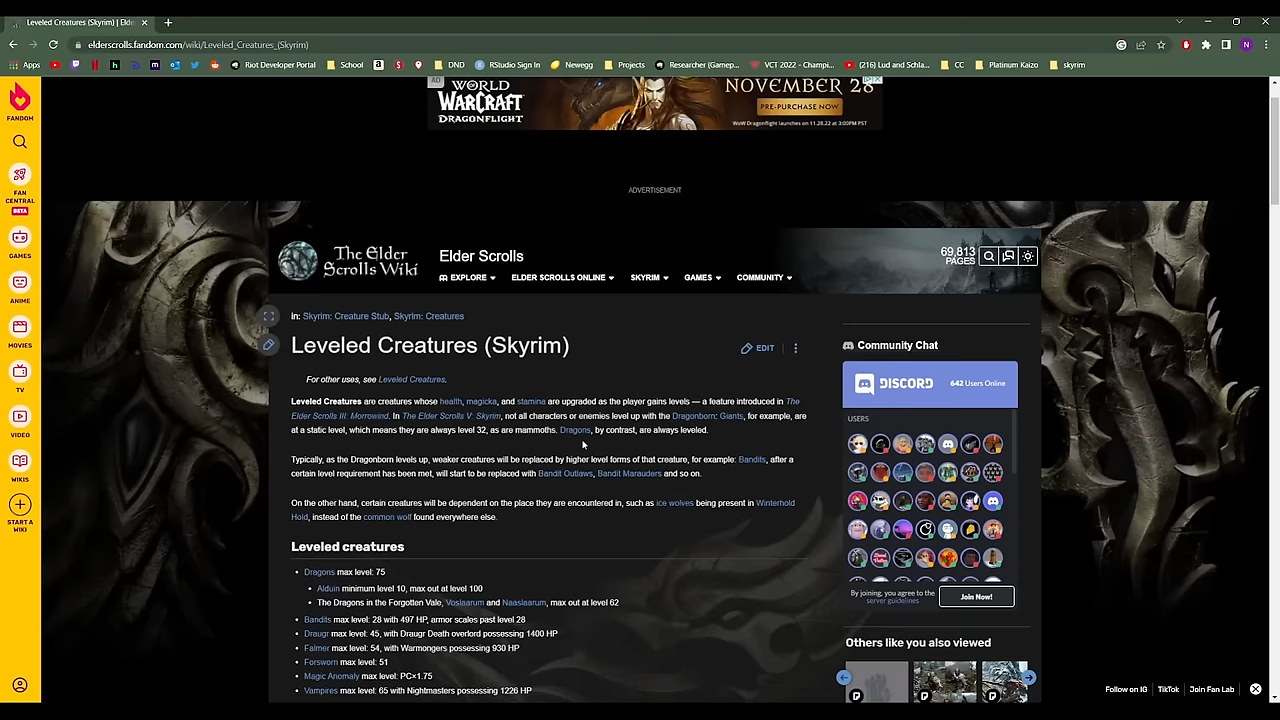 Leveled Creatures (Skyrim) | Elde
elderscrolls.fandom.com/wiki/Leveled_Creatures_(Skyrim)
N
Apps
Riot Developer Portal
School
DND
RStudio Sign In
Newegg
Projects
Researcher (Gamep...
VCT 2022 - Champi...
(216) Lud and Schla...
CC
Platinum Kaizo
skyrim
FANDOM
FAN CENTRAL
BETA
GAMES
ANIME
MOVIES
TV
VIDEO
WIKIS
START A WIKI
AD
WORLD
WARCRAFT
DRAGONFLIGHT
NOVEMBER 28
PRE-PURCHASE NOW
WoW Dragonflight launches on 11.28.22 at 3:00PM PST
ADVERTISEMENT
The Elder
Scrolls Wiki
Elder Scrolls
69,813
PAGES
EXPLORE
ELDER SCROLLS ONLINE
SKYRIM
GAMES
COMMUNITY
in: Skyrim: Creature Stub, Skyrim: Creatures
Leveled Creatures (Skyrim)
EDIT
For other uses, see Leveled Creatures.
Leveled Creatures are creatures whose health, magicka, and stamina are upgraded as the player gains levels — a feature introduced in The
Elder Scrolls III: Morrowind. In The Elder Scrolls V: Skyrim, not all characters or enemies level up with the Dragonborn: Giants, for example, are
at a static level, which means they are always level 32, as are mammoths. Dragons, by contrast, are always leveled.
Typically, as the Dragonborn levels up, weaker creatures will be replaced by higher level forms of that creature, for example: Bandits, after a
certain level requirement has been met, will start to be replaced with Bandit Outlaws, Bandit Marauders and so on.
On the other hand, certain creatures will be dependent on the place they are encountered in, such as ice wolves being present in Winterhold
Hold, instead of the common wolf found everywhere else.
Leveled creatures
Dragons max level: 75
Alduin minimum level 10, max out at level 100
The Dragons in the Forgotten Vale, Voslaarum and Naaslaarum, max out at level 62
Bandits max level: 28 with 497 HP, armor scales past level 28
Draugr max level: 45, with Draugr Death overlord possessing 1400 HP
Falmer max level: 54, with Warmongers possessing 930 HP
Forsworn max level: 51
Magic Anomaly max level: PC×1.75
Vampires max level: 65 with Nightmasters possessing 1226 HP
Community Chat
DISCORD
642 Users Online
USERS
By joining, you agree to the
server guidelines
Join Now!
Others like you also viewed
Follow on IG
TikTok
Join Fan Lab